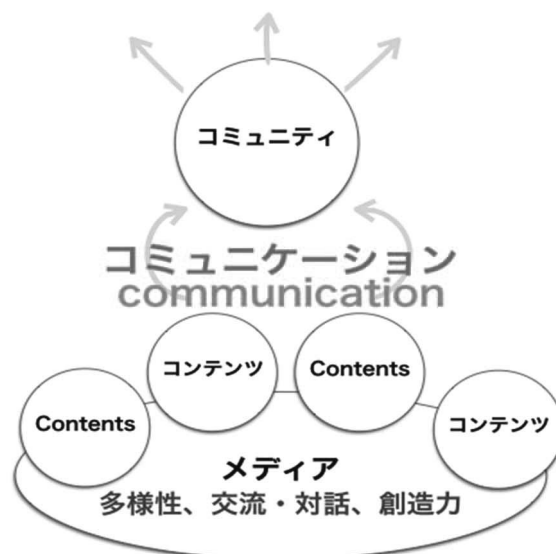 コミュニティ
コミュニケーション
communication
コンテンツ
Contents
Contents
コンテンツ
メディア
多様性、交流・対話、創造力